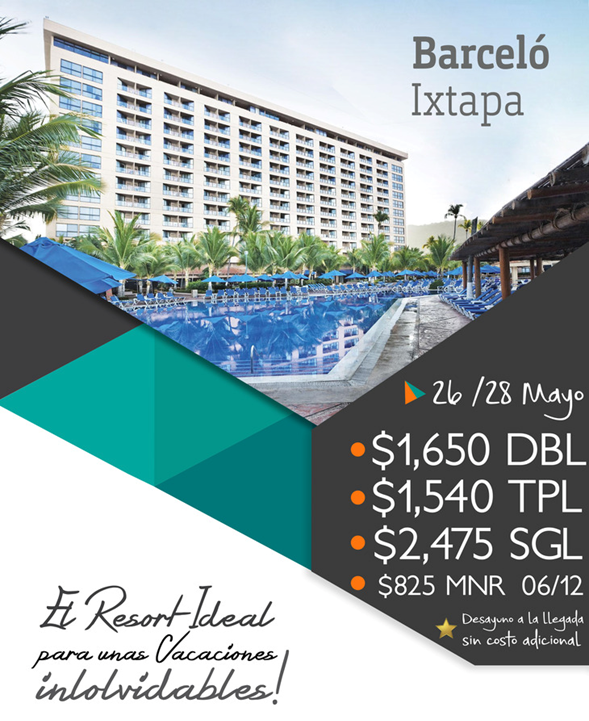 Barceló
Ixtapa
26 /28 Mayo
$1,650 DBL
$1,540 TPL
$2,475 SGL
$825 MNR 06/12
Desayuno a la llegada
sin costo adicional
El Resort Ideal
para unas Vacaciones
inlolvidables!